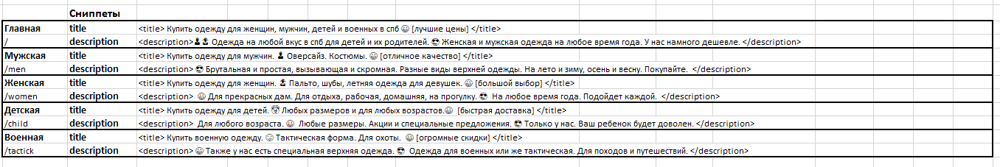 Сниппеты
Главная title <title> Купить одежду для женщин, мужчин, детей и военных в спб 😀 [лучшие цены] </title>
/ description <description>♟♟ Одежда на любой вкус в спб для детей и их родителей. 😎 Женская и мужская одежда на любое время года. У нас намного дешевле. </description>
Мужская title <title> Купить одежду для мужчин. ♟ Оверсайз. Костюмы. 😀 [отличное качество] </title>
/men description <description> 😎 Брутальная и простая, вызывающая и скромная. Разные виды верхней одежды. На лето и зиму, осень и весну. Покупайте. </description>
Женская title <title> Купить одежду для женщин. ♟ Пальто, шубы, летняя одежда для девушек. 😀 [большой выбор] </title>
/women description <description> 😀 Для прекрасных дам. Для отдыха, рабочая, домашняя, на прогулку. 😎 На любое время года. Подойдет каждой. </description>
Детская title <title> Купить одежду для детей. 👶 Любых размеров и для любых возрастов.😀 [быстрая доставка] </title>
/child description <description> Для любого возраста. 😀 Любые размеры. Акции и специальные предложения. 😎 Только у нас. Ваш ребенок будет доволен. </description>
Военная title <title> Купить военную одежду. 😉 Тактическая форма. Для охоты. 😀 [огромные скидки] </title>
/tactick description <description> 😀 Также у нас есть специальная верхняя одежда. 😎 Одежда для военных или же тактическая. Для походов и путешествий. </description>